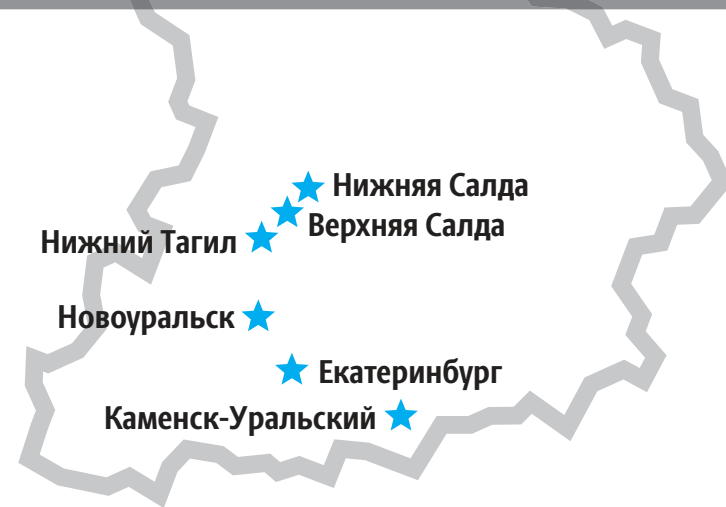 Нижняя Салда
Верхняя Салда
Нижний Тагил
Новоуральск
Екатеринбург
Каменск-Уральский